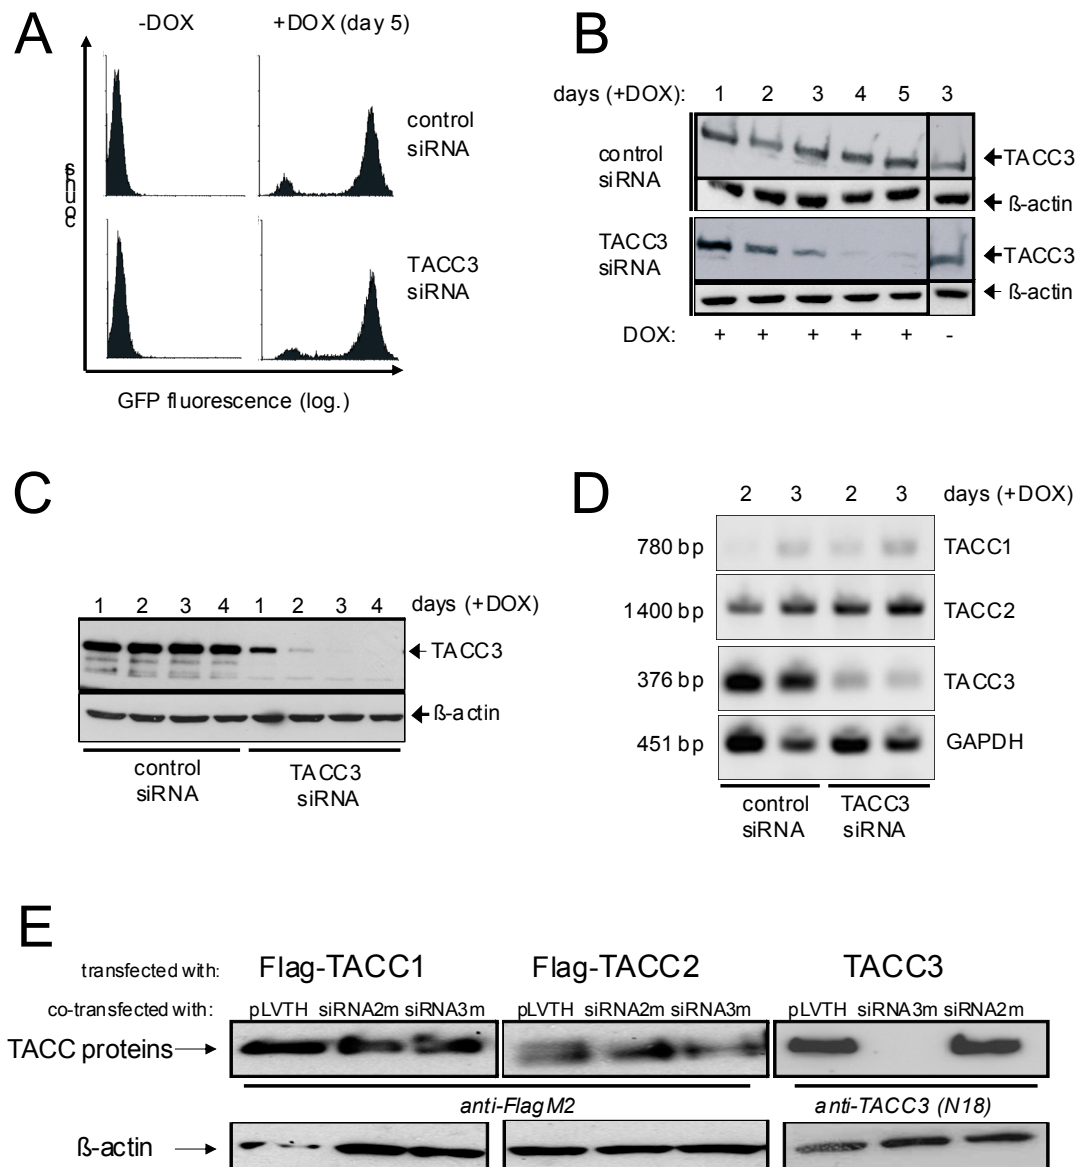 A
-DOX
+DOX (day 5)
control
siRNA
counts
TACC3
siRNA
GFP fluorescence (log.)
B
days (+DOX): 1 2 3 4 5 3
control
siRNA
TACC3
ß-actin
TACC3
siRNA
TACC3
ß-actin
DOX: + + + + + -
C
1 2 3 4 1 2 3 4 days (+DOX)
TACC3
ß-actin
control
siRNA
TACC3
siRNA
D
2 3 2 3 days (+DOX)
780 bp TACC1
1400 bp TACC2
376 bp TACC3
451 bp GAPDH
control
siRNA
TACC3
siRNA
E
transfected with: Flag-TACC1 Flag-TACC2 TACC3
co-transfected with: pLVTH siRNA2m siRNA3m pLVTH siRNA2m siRNA3m pLVTH siRNA3m siRNA2m
TACC proteins
anti-Flag M2 anti-TACC3 (N18)
ß-actin